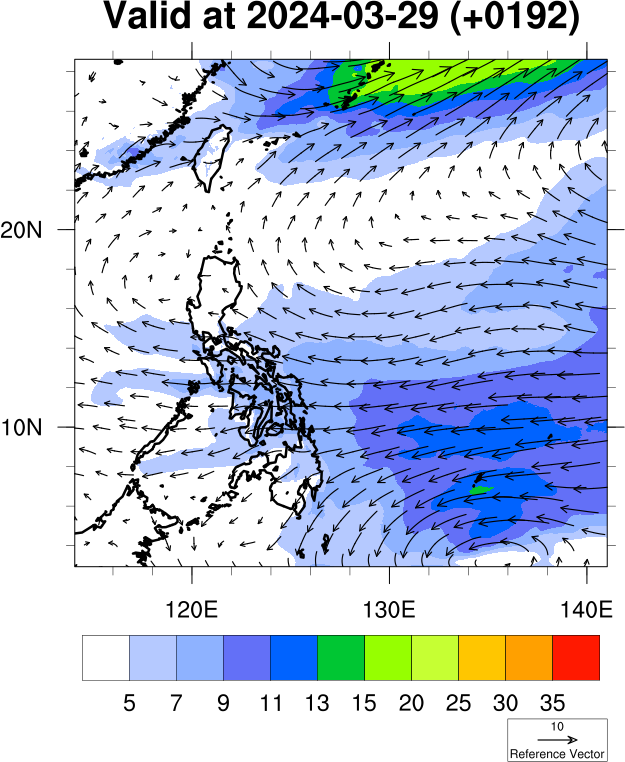 Valid at 2024-03-29 (+0192)
20N
10N
120E 130E 140E
5 7 9 11 13 15 20 25 30 35
10
Reference Vector